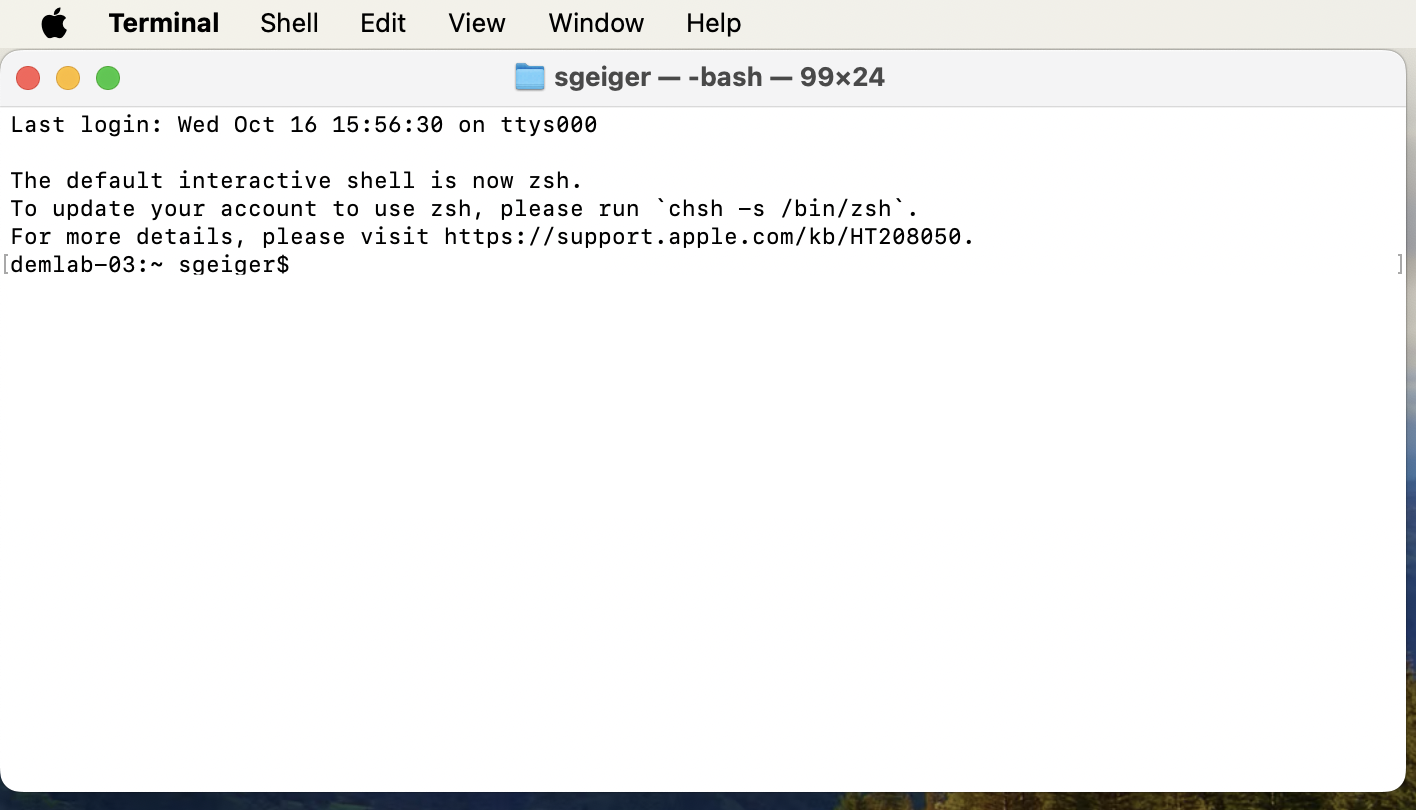 Terminal Shell Edit View Window Help
sgeiger — -bash — 99×24
Last login: Wed Oct 16 15:56:30 on ttys000
The default interactive shell is now zsh.
To update your account to use zsh, please run `chsh -s /bin/zsh`.
For more details, please visit https://support.apple.com/kb/HT208050.
[demlab-03:~ sgeiger$ ]